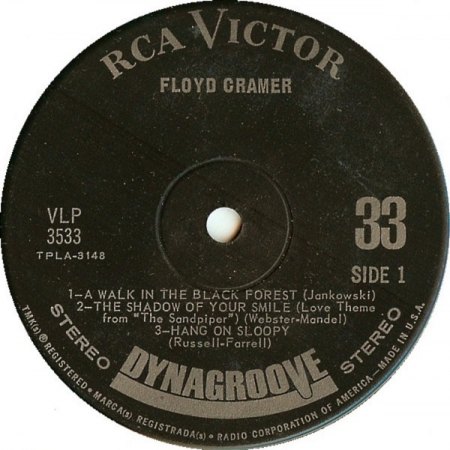 RCA VICTOR
FLOYD CRAMER
VLP
3533
TPLA-3148
33
SIDE 1
1-A WALK IN THE BLACK FOREST (Jankowski)
2-THE SHADOW OF YOUR SMILE (Love Theme
from "The Sandpiper") (Webster-Mandel)
3-HANG ON SLOOPY
(Russell-Farrell)
STEREO
DYNAGROOVE
STEREO
TMK(s) ® REGISTERED • MARCA(s) REGISTRADA(s) • RADIO CORPORATION OF AMERICA—MADE IN U.S.A.